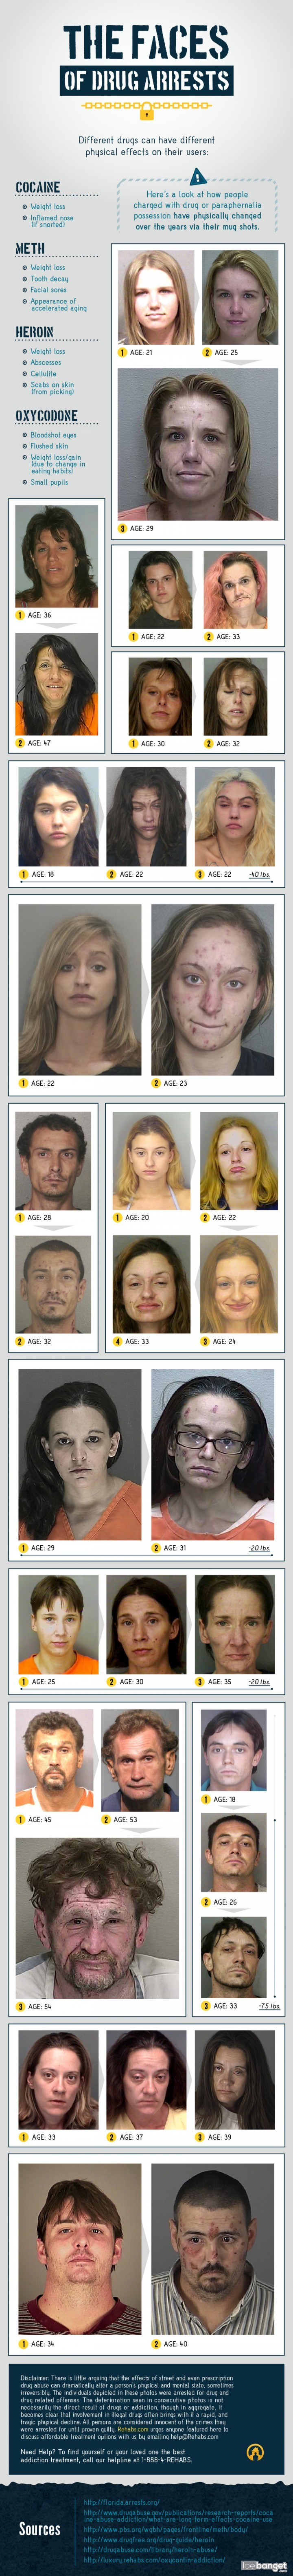 THE FACES
OF DRUG ARRESTS
Different drugs can have different
physical effects on their users:
COCAINE
Weight loss
Inflamed nose
(if snorted)
METH
Weight loss
Tooth decay
Facial sores
Appearance of
accelerated aging
HEROIN
Weight loss
Abscesses
Cellulite
Scabs on skin
(from picking)
OXYCODONE
Bloodshot eyes
Flushed skin
Weight loss/gain
(due to change in
eating habits)
Small pupils
Here's a look at how people
charged with drug or paraphernalia
possession have physically changed
over the years via their mug shots.
1 AGE: 21
2 AGE: 25
3 AGE: 29
1 AGE: 36
2 AGE: 47
1 AGE: 22
2 AGE: 33
1 AGE: 30
2 AGE: 32
1 AGE: 18
2 AGE: 22
3 AGE: 22
-40 lbs.
1 AGE: 22
2 AGE: 23
1 AGE: 28
2 AGE: 32
1 AGE: 20
2 AGE: 22
4 AGE: 33
3 AGE: 24
1 AGE: 29
2 AGE: 31
-20 lbs.
1 AGE: 25
2 AGE: 30
3 AGE: 35
-20 lbs.
1 AGE: 45
2 AGE: 53
3 AGE: 54
1 AGE: 18
2 AGE: 26
3 AGE: 33
-75 lbs.
1 AGE: 33
2 AGE: 37
3 AGE: 39
1 AGE: 34
2 AGE: 40
Disclaimer: There is little arguing that the effects of street and even prescription
drug abuse can dramatically alter a person's physical and mental state, sometimes
irreversibly. The individuals depicted in these photos were arrested for drug and
drug related offenses. The deterioration seen in consecutive photos is not
necessarily the direct result of drugs or addiction. Though in aggregate, it
becomes clear that involvement in illegal drugs often brings with it a rapid, and
tragic physical decline. All persons are considered innocent of the crimes they
were arrested for until proven guilty. Rehabs.com urges anyone featured here to
discuss affordable treatment options with us by emailing help@Rehabs.com
Need Help? To find yourself or your loved one the best
addiction treatment, call our helpline at 1-888-4-REHABS.
Sources
http://florida.arrests.org/
http://www.drugabuse.gov/publications/research-reports/coca
ine-abuse-addiction/what-are-long-term-effects-cocaine-use
http://www.pbs.org/wgbh/pages/frontline/meth/body/
http://www.drugfree.org/drug-guide/heroin
http://drugabuse.com/library/heroin-abuse/
http://luxury.rehabs.com/oxycontin-addiction/